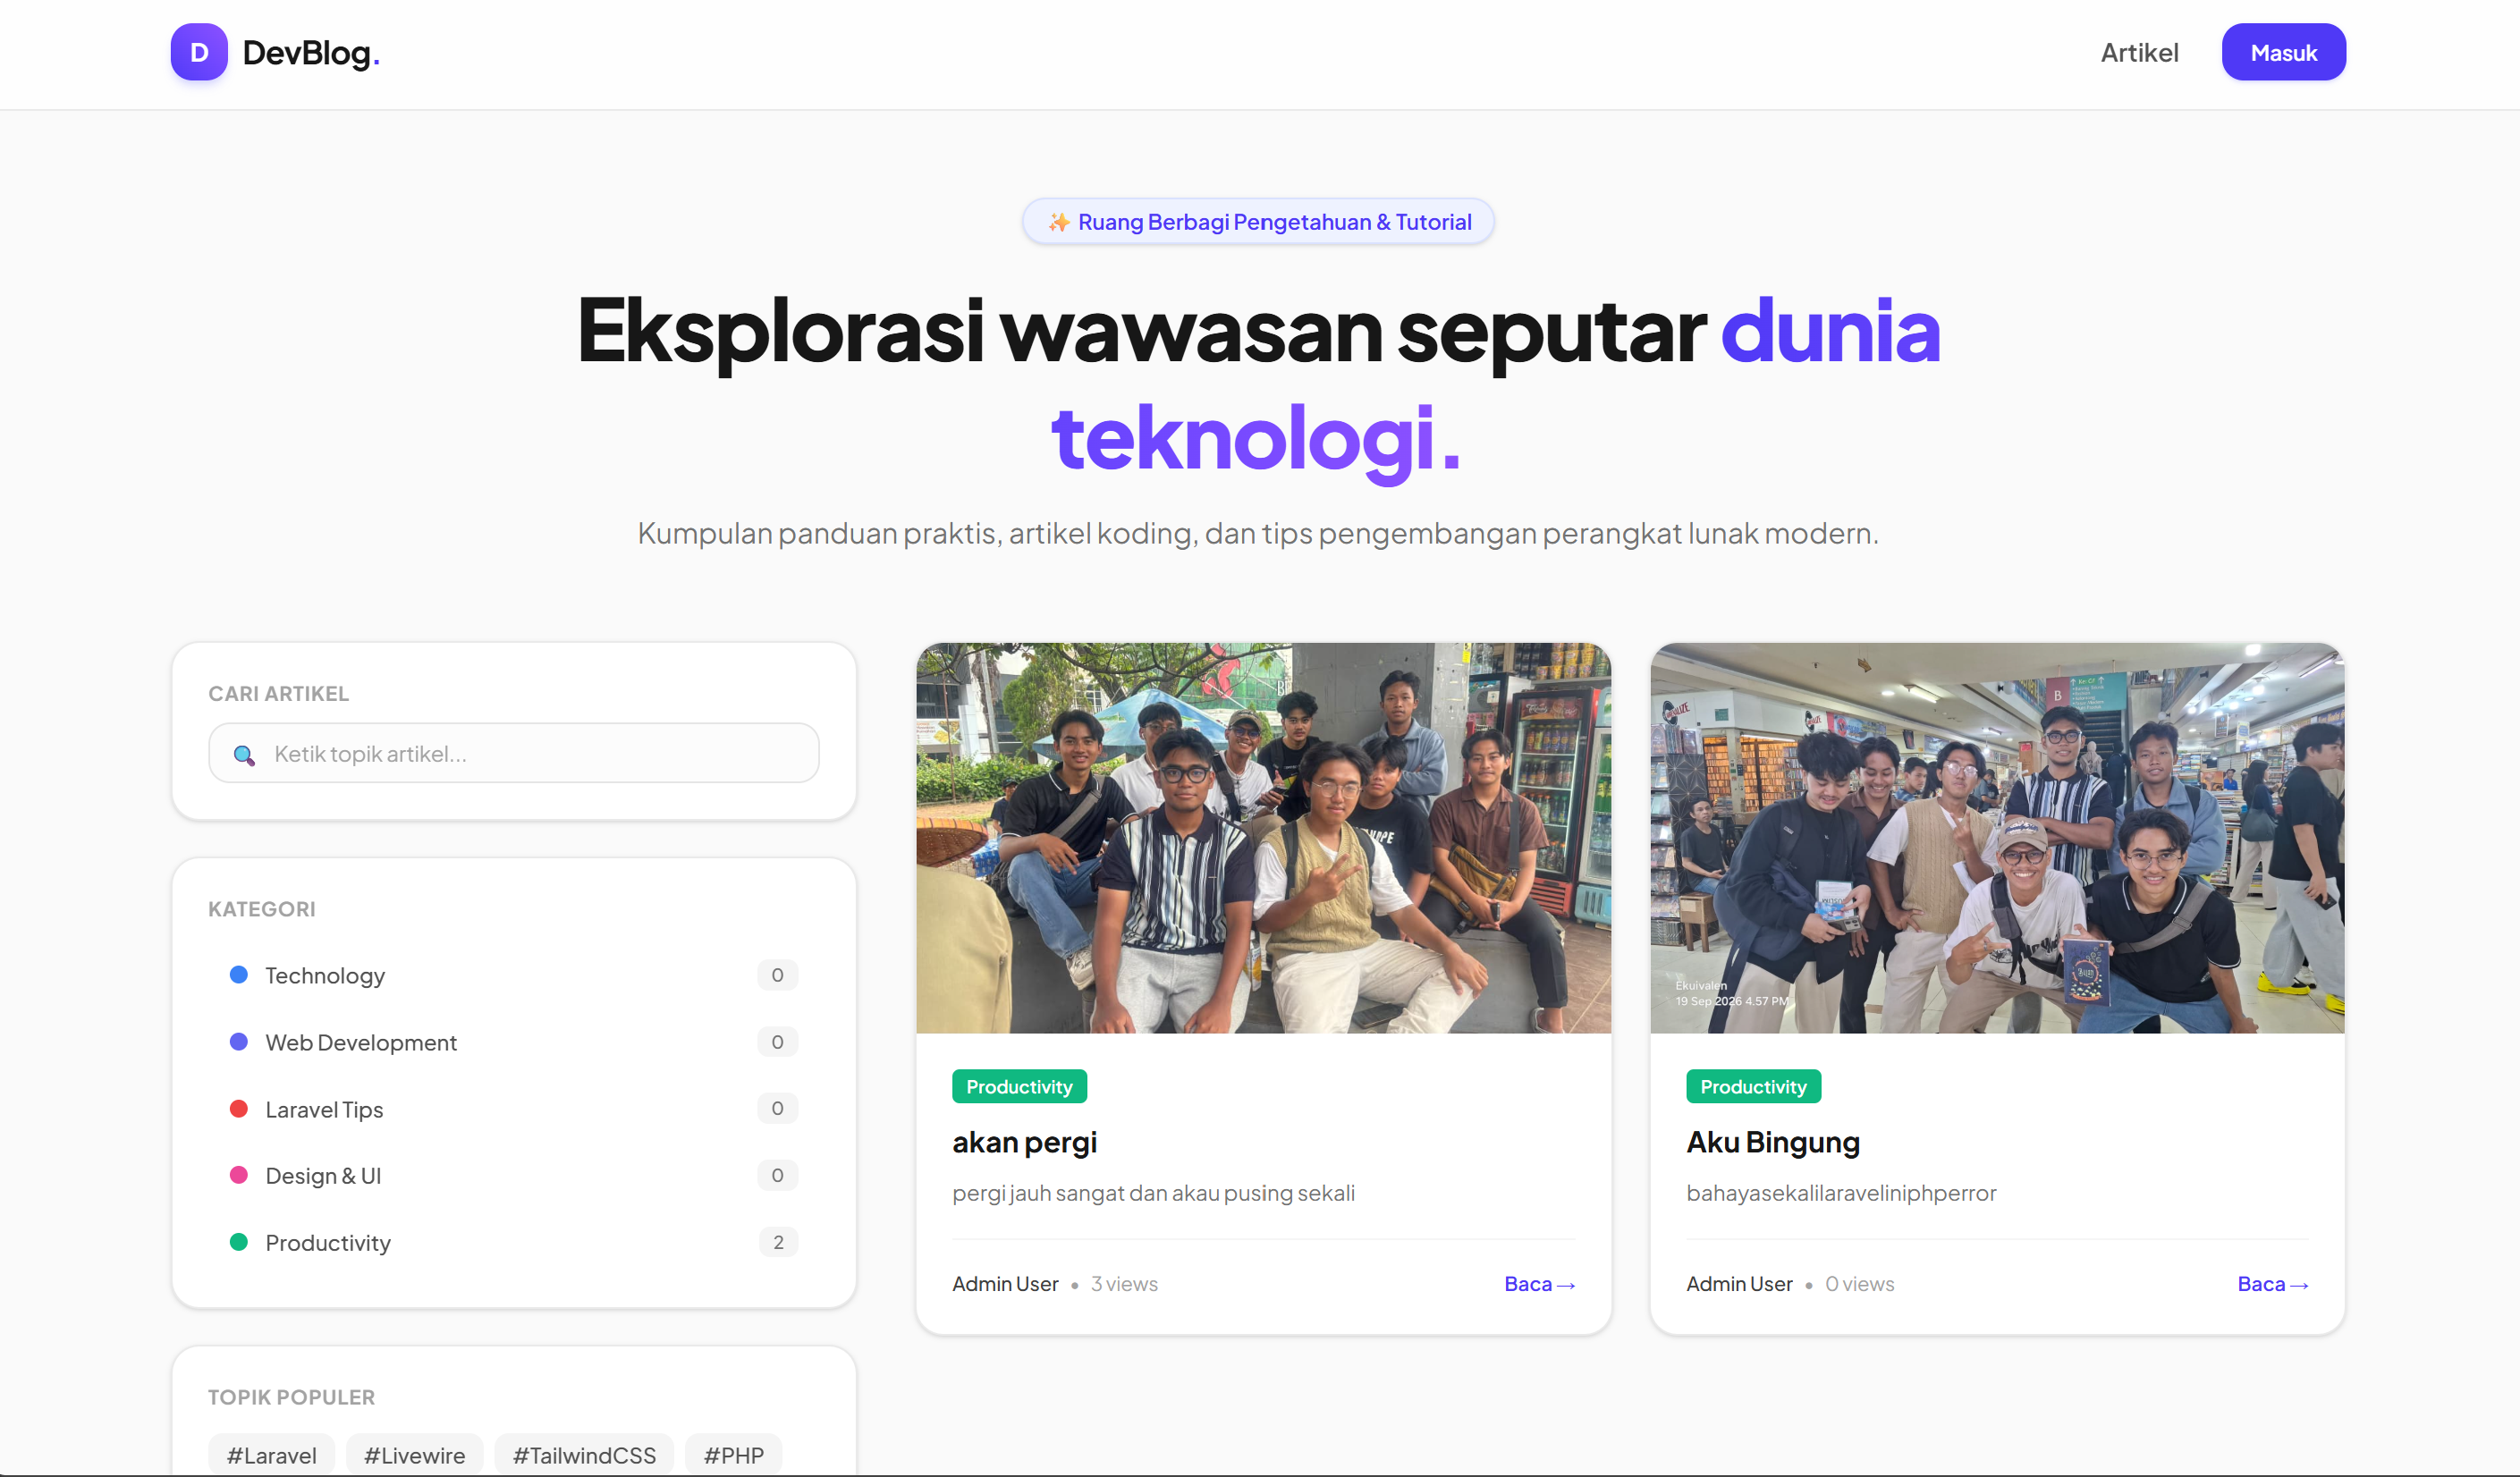 D DevBlog.
Artikel
Masuk
✨ Ruang Berbagi Pengetahuan & Tutorial
Eksplorasi wawasan seputar dunia
teknologi.
Kumpulan panduan praktis, artikel koding, dan tips pengembangan perangkat lunak modern.
CARI ARTIKEL
Ketik topik artikel...
KATEGORI
Technology 0
Web Development 0
Laravel Tips 0
Design & UI 0
Productivity 2
TOPIK POPULER
#Laravel #Livewire #TailwindCSS #PHP
Productivity
akan pergi
pergi jauh sangat dan akau pusing sekali
Admin User • 3 views
Baca →
B
Ekuivalen
19 Sep 2026 4.57 PM
Productivity
Aku Bingung
bahayasekalilaraveliniphperror
Admin User • 0 views
Baca →